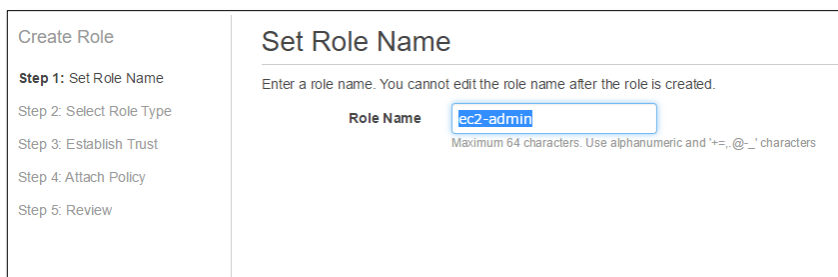 Create Role
Step 1: Set Role Name
Step 2: Select Role Type
Step 3: Establish Trust
Step 4: Attach Policy
Step 5: Review
Set Role Name
Enter a role name. You cannot edit the role name after the role is created.
Role Name
ec2-admin
Maximum 64 characters. Use alphanumeric and '+=,.@-_' characters